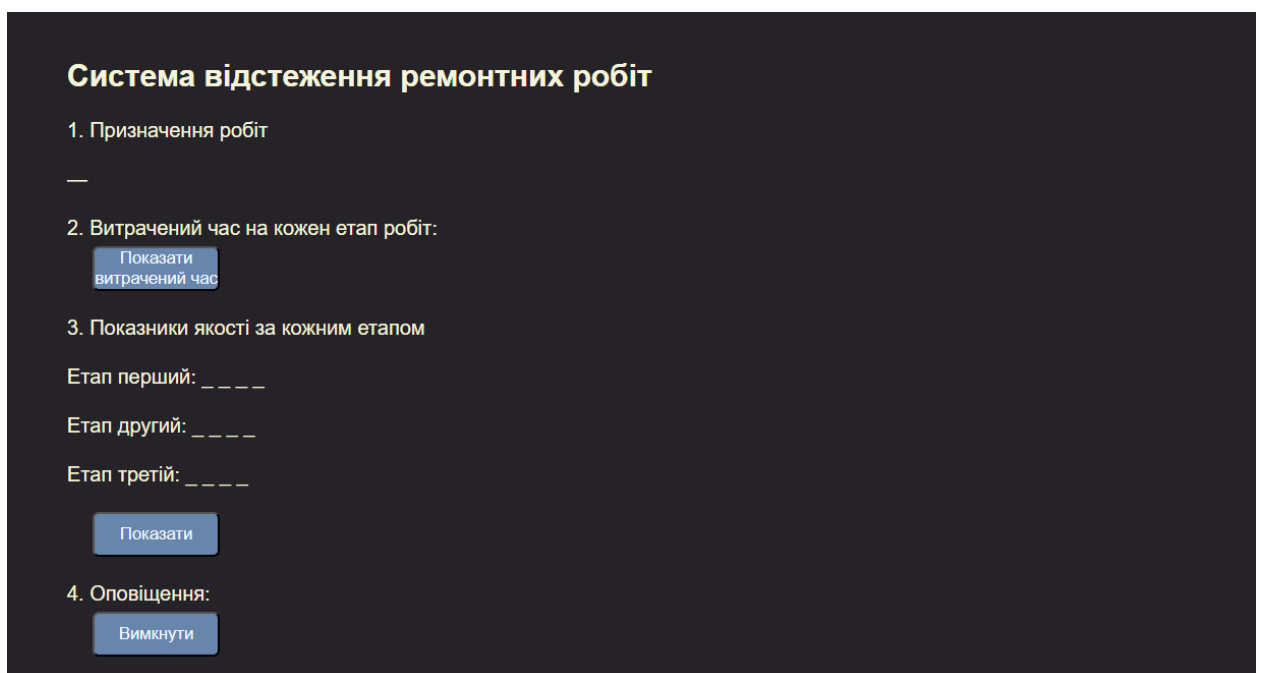 Система відстеження ремонтних робіт
1. Призначення робіт
—
2. Витрачений час на кожен етап робіт:
Показати
витрачений час
3. Показники якості за кожним етапом
Етап перший: _ _ _ _
Етап другий: _ _ _ _
Етап третій: _ _ _ _
Показати
4. Оповіщення:
Вимкнути